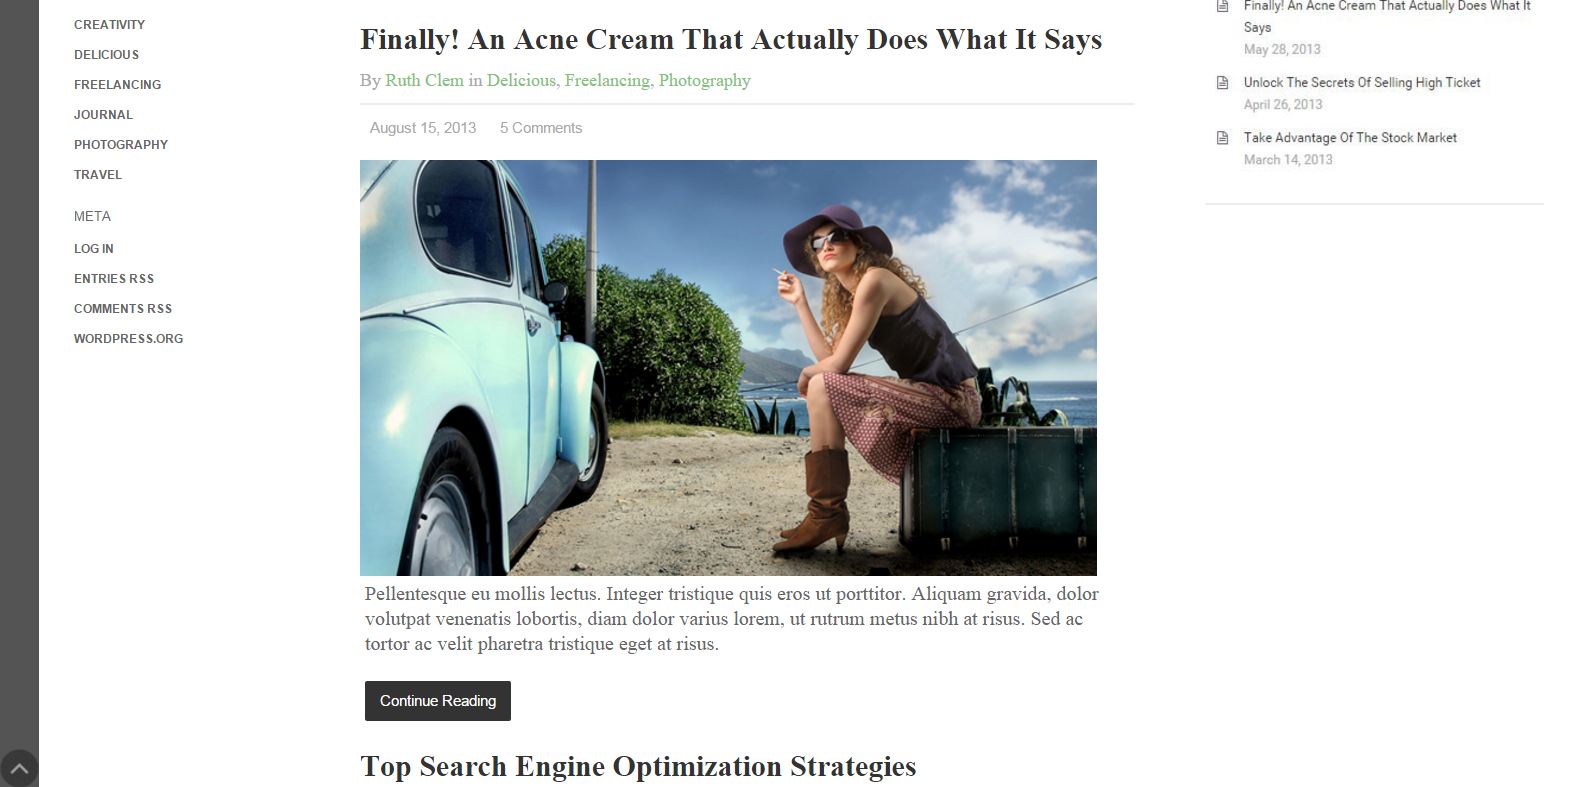 CREATIVITY
DELICIOUS
FREELANCING
JOURNAL
PHOTOGRAPHY
TRAVEL
META
LOG IN
ENTRIES RSS
COMMENTS RSS
WORDPRESS.ORG
Finally! An Acne Cream That Actually Does What It Says
By Ruth Clem in Delicious, Freelancing, Photography
August 15, 2013 5 Comments
Pellentesque eu mollis lectus. Integer tristique quis eros ut porttitor. Aliquam gravida, dolor
volutpat venenatis lobortis, diam dolor varius lorem, ut rutrum metus nibh at risus. Sed ac
tortor ac velit pharetra tristique eget at risus.
Continue Reading
Top Search Engine Optimization Strategies
Finally! An Acne Cream That Actually Does What It
Says
May 28, 2013
Unlock The Secrets Of Selling High Ticket
April 26, 2013
Take Advantage Of The Stock Market
March 14, 2013